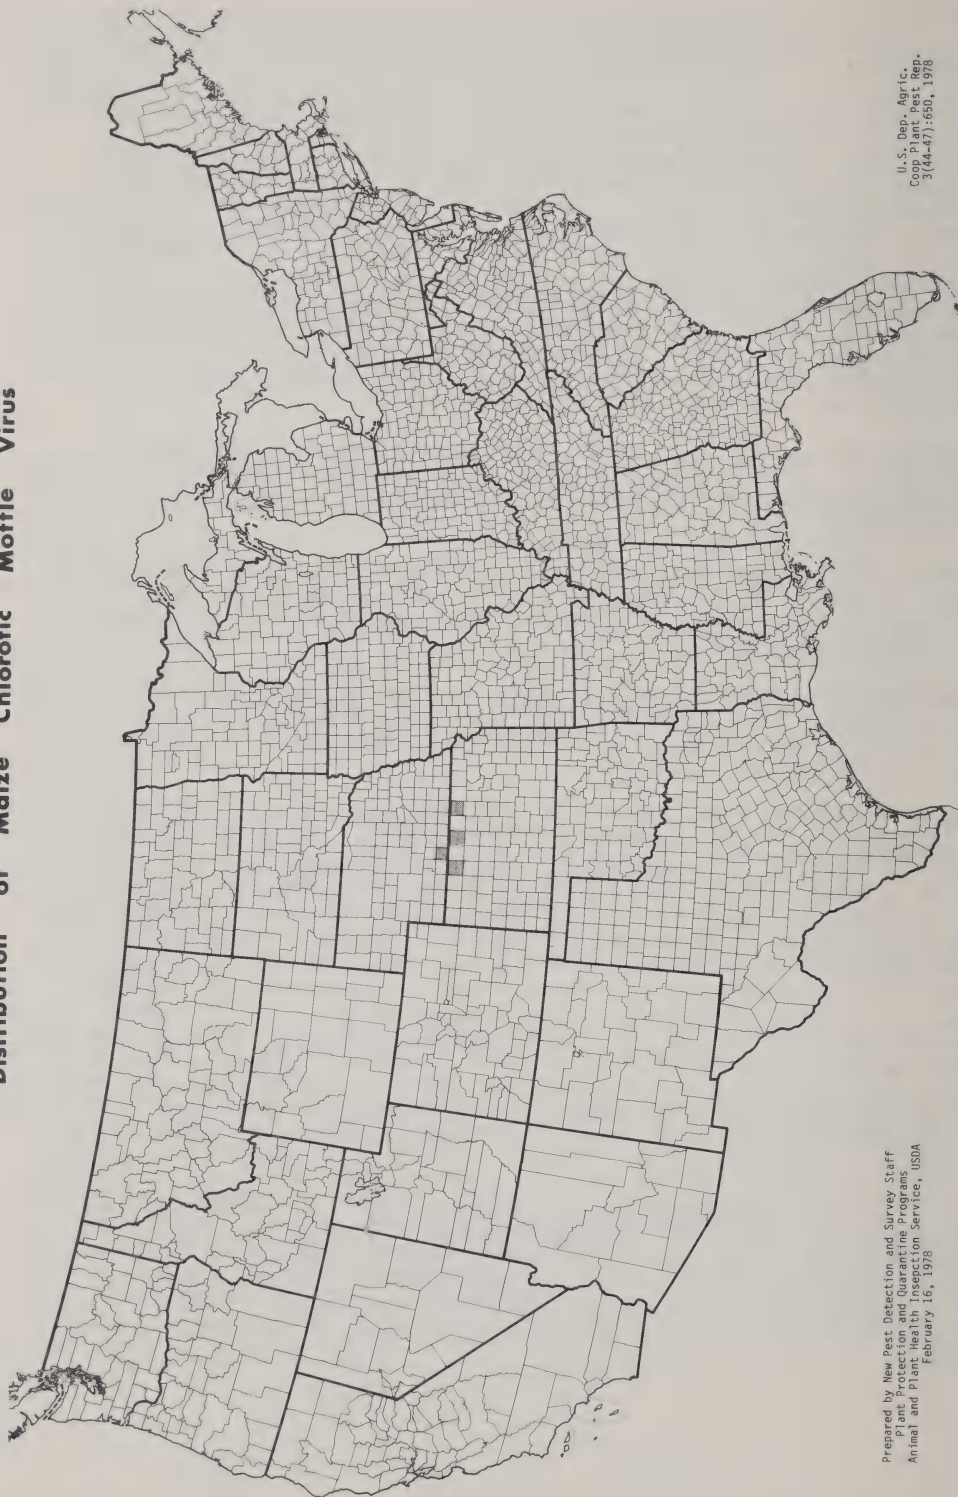 Distribution of Maize Chlorotic Mottle Virus
U.S. Dep. Agric.
Coop Plant Pest Rep.
3(44-47):650, 1978
Prepared by New Pest Detection and Survey Staff
Plant Protection and Quarantine Programs
Animal and Plant Health Insepction Service, USDA
February 16, 1978